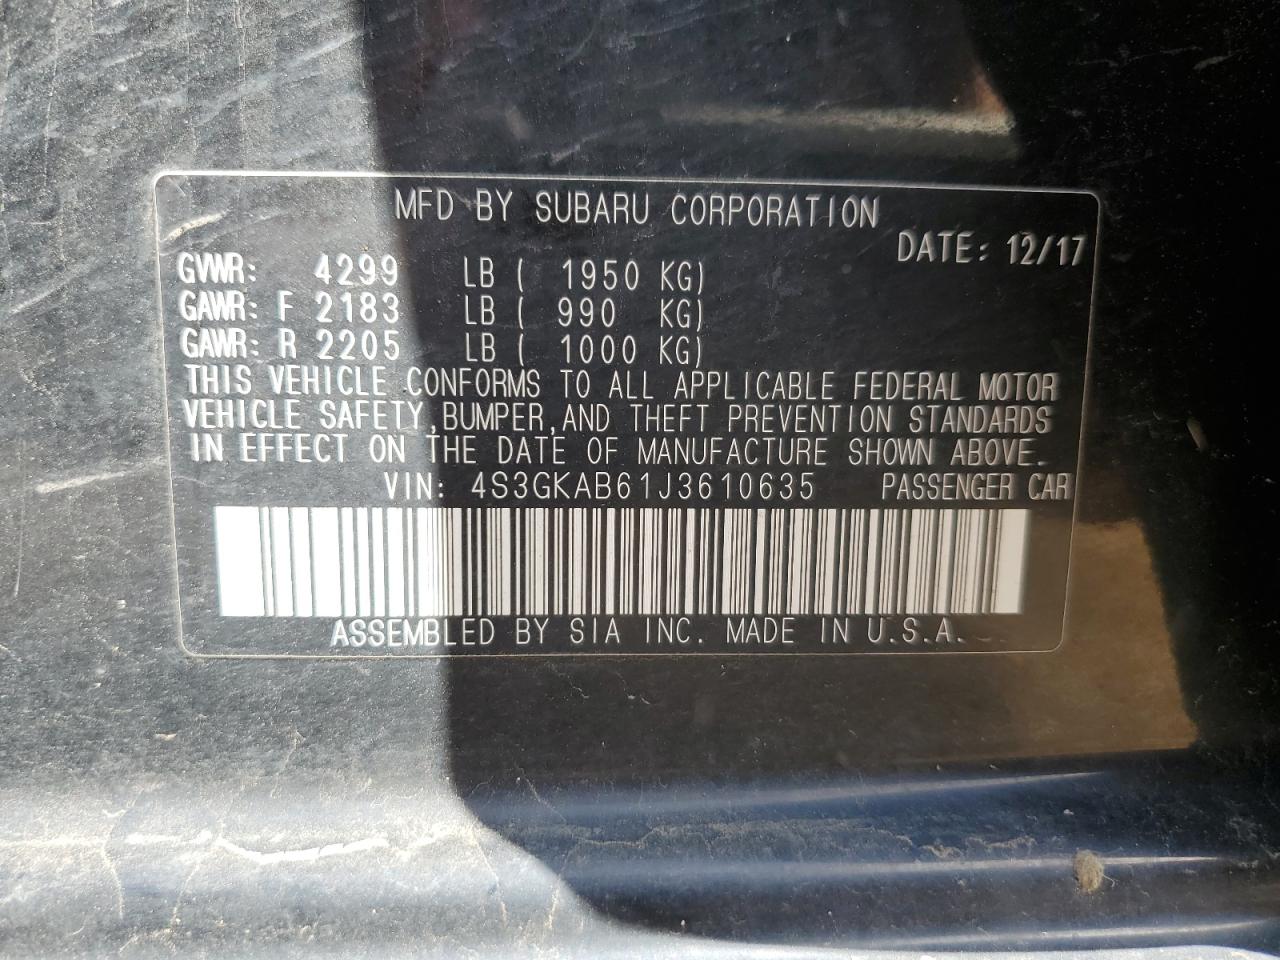 MFD BY SUBARU CORPORATION
DATE: 12/17
GVWR: 4299 LB ( 1950 KG)
GAWR: F 2183 LB ( 990 KG)
GAWR: R 2205 LB ( 1000 KG)
THIS VEHICLE CONFORMS TO ALL APPLICABLE FEDERAL MOTOR
VEHICLE SAFETY, BUMPER, AND THEFT PREVENTION STANDARDS
IN EFFECT ON THE DATE OF MANUFACTURE SHOWN ABOVE.
VIN: 4S3GKAB61J3610635 PASSENGER CAR
ASSEMBLED BY SIA INC. MADE IN U.S.A.